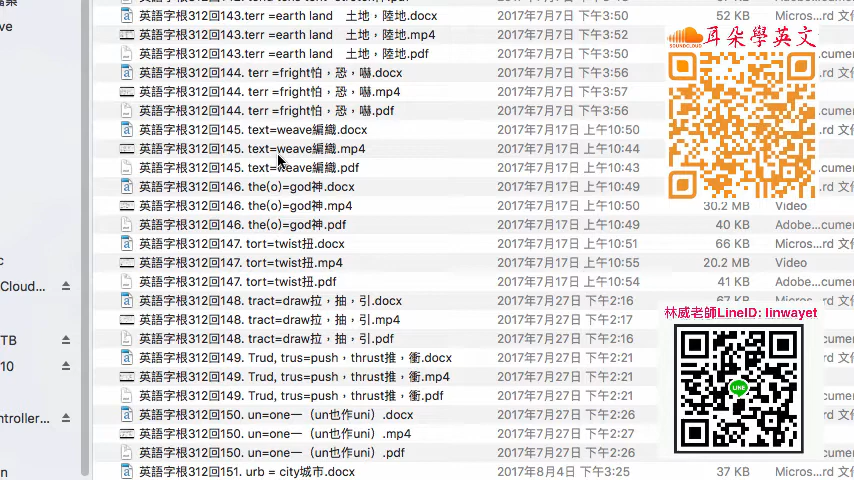 英語字根312回143.terr =earth land 土地，陸地.docx 2017年7月7日 下午3:50 52 KB Micros...rd 文
英語字根312回143.terr =earth land 土地，陸地.mp4 2017年7月7日 下午3:52
英語字根312回143.terr =earth land 土地，陸地.pdf 2017年7月7日 下午3:50
英語字根312回144. terr =fright怕，恐，嚇.docx 2017年7月7日 下午3:56
英語字根312回144. terr =fright怕，恐，嚇.mp4 2017年7月7日 下午3:57
英語字根312回144. terr =fright怕，恐，嚇.pdf 2017年7月7日 下午3:56
英語字根312回145. text=weave編織.docx 2017年7月17日 上午10:50
英語字根312回145. text=weave編織.mp4 2017年7月17日 上午10:44
英語字根312回145. text=weave編織.pdf 2017年7月17日 上午10:43
英語字根312回146. the(o)=god神.docx 2017年7月17日 上午10:49
英語字根312回146. the(o)=god神.mp4 2017年7月17日 上午10:50 30.2 MB Video
英語字根312回146. the(o)=god神.pdf 2017年7月17日 上午10:49 40 KB Adobe...cumen
英語字根312回147. tort=twist扭.docx 2017年7月17日 上午10:51 66 KB Micros...rd 文
英語字根312回147. tort=twist扭.mp4 2017年7月17日 上午10:55 20.2 MB Video
英語字根312回147. tort=twist扭.pdf 2017年7月17日 上午10:54 41 KB Adobe...cumen
英語字根312回148. tract=draw拉，抽，引.docx 2017年7月27日 下午2:16 67 KB Micros...rd 文
英語字根312回148. tract=draw拉，抽，引.mp4 2017年7月27日 下午2:17
英語字根312回148. tract=draw拉，抽，引.pdf 2017年7月27日 下午2:16
英語字根312回149. Trud, trus=push，thrust推，衝.docx 2017年7月27日 下午2:21
英語字根312回149. Trud, trus=push，thrust推，衝.mp4 2017年7月27日 下午2:21
英語字根312回149. Trud, trus=push，thrust推，衝.pdf 2017年7月27日 下午2:21
英語字根312回150. un=one一（un也作uni）.docx 2017年7月27日 下午2:26
英語字根312回150. un=one一（un也作uni）.mp4 2017年7月27日 下午2:27
英語字根312回150. un=one一（un也作uni）.pdf 2017年7月27日 下午2:26
英語字根312回151. urb = city城市.docx 2017年8月4日 下午3:25 37 KB Micros...rd 文
Cloud...
TB
10
ntroller...
SOUNDCLOUD
耳朵學英文
林威老師LineID: linwayet
LINE